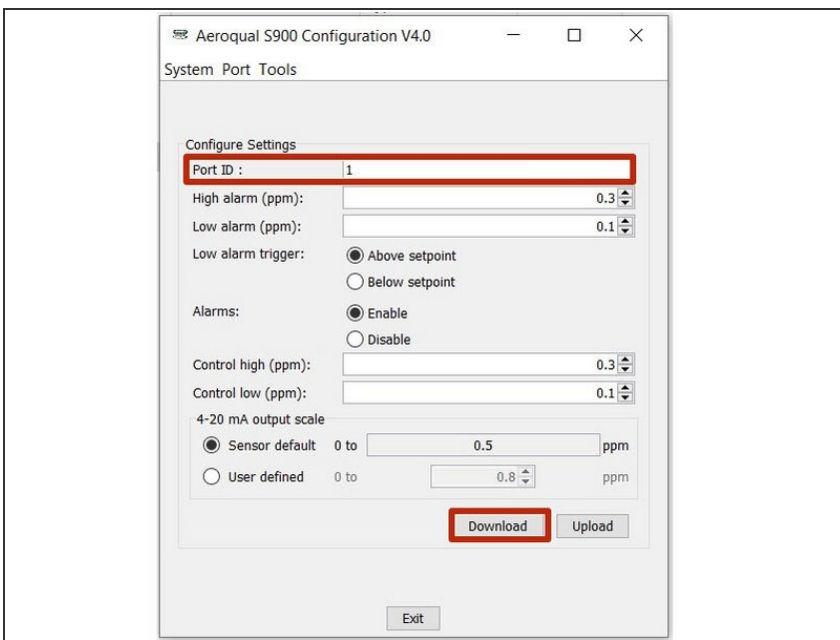 Aeroqual S900 Configuration V4.0
System Port Tools
Configure Settings
Port ID : 1
High alarm (ppm): 0.3
Low alarm (ppm): 0.1
Low alarm trigger: Above setpoint
Below setpoint
Alarms: Enable
Disable
Control high (ppm): 0.3
Control low (ppm): 0.1
4-20 mA output scale
Sensor default 0 to 0.5 ppm
User defined 0 to 0.8 ppm
Download Upload
Exit